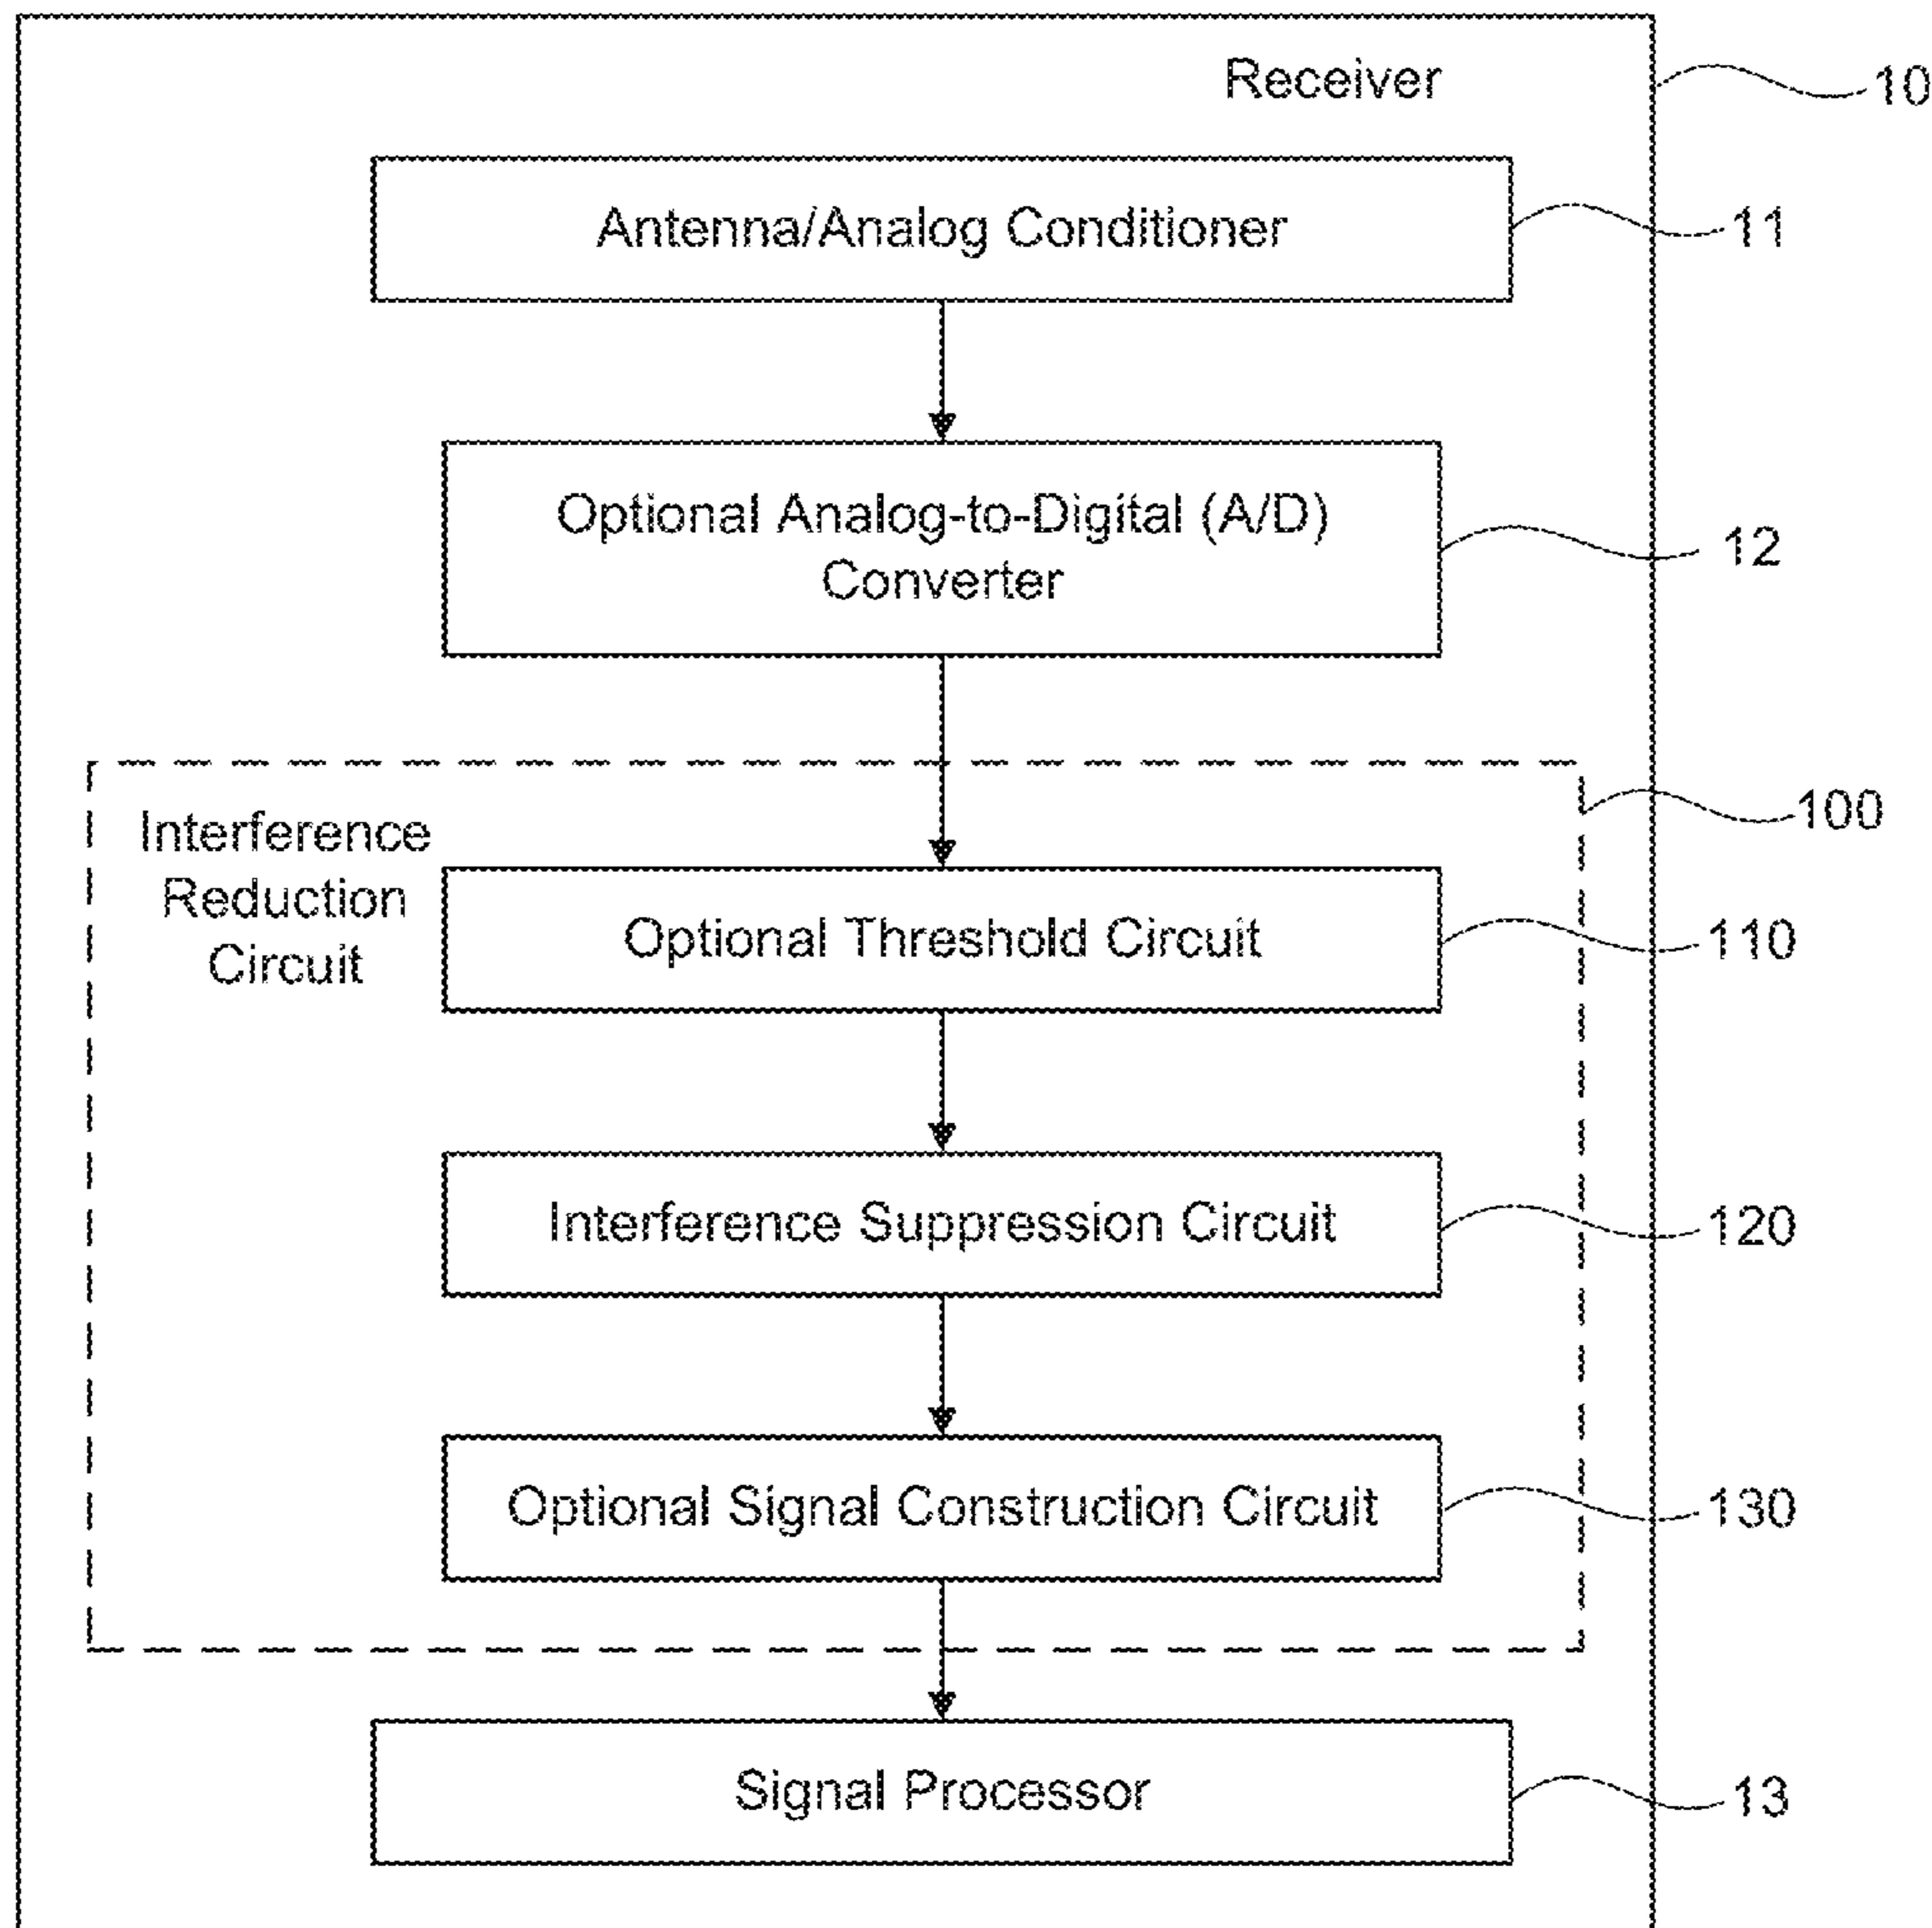 Receiver
10
Antenna/Analog Conditioner
11
Optional Analog-to-Digital (A/D)
Converter
12
100
Interference
Reduction
Circuit
Optional Threshold Circuit
110
Interference Suppression Circuit
120
Optional Signal Construction Circuit
130
Signal Processor
13